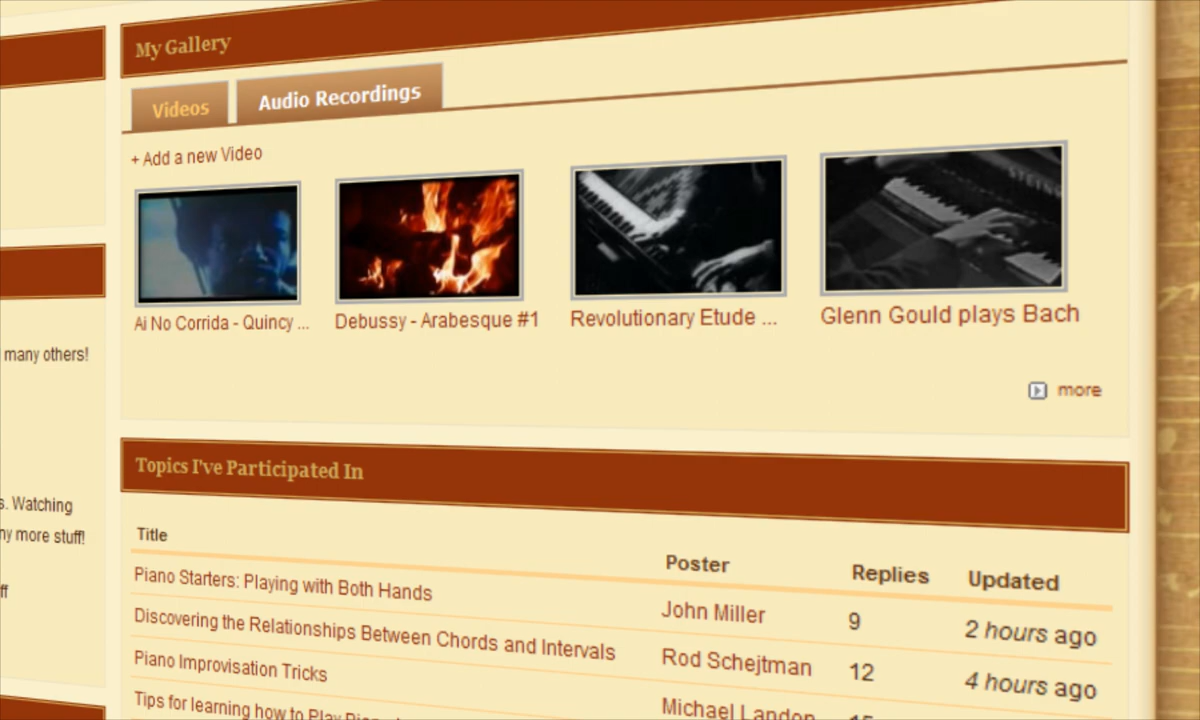 My Gallery
Videos
Audio Recordings
+ Add a new Video
Ai No Corrida - Quincy ...
Debussy - Arabesque #1
Revolutionary Etude ...
Glenn Gould plays Bach
many others!
more
Topics I've Participated In
s. Watching
ny more stuff!
ff
Title Poster Replies Updated
Piano Starters: Playing with Both Hands John Miller 9 2 hours ago
Discovering the Relationships Between Chords and Intervals Rod Schejtman 12 4 hours ago
Piano Improvisation Tricks Michael Landon
Tips for learning how to Play